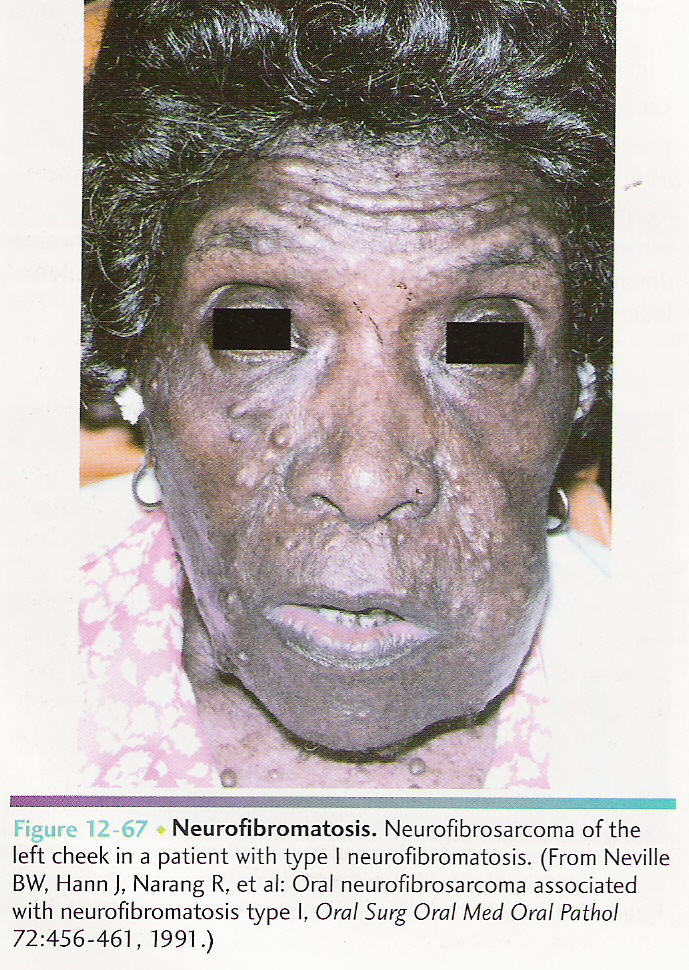 Figure 12-67 ◆ Neurofibromatosis. Neurofibrosarcoma of the
left cheek in a patient with type I neurofibromatosis. (From Neville
BW, Hann J, Narang R, et al: Oral neurofibrosarcoma associated
with neurofibromatosis type I, Oral Surg Oral Med Oral Pathol
72:456-461, 1991.)